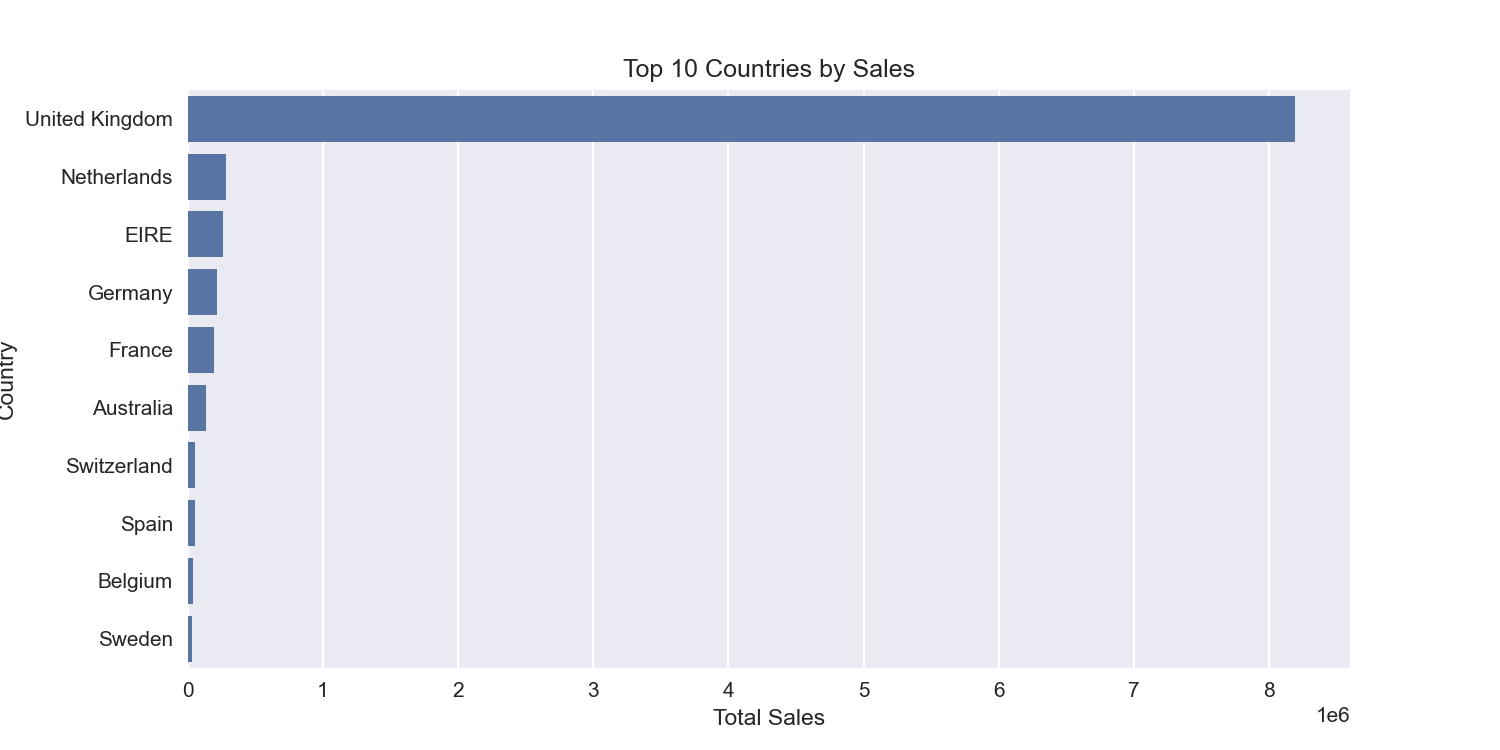 Top 10 Countries by Sales
United Kingdom
Netherlands
EIRE
Germany
France
Australia
Switzerland
Spain
Belgium
Sweden
Country
0 1 2 3 4 5 6 7 8
1e6
Total Sales